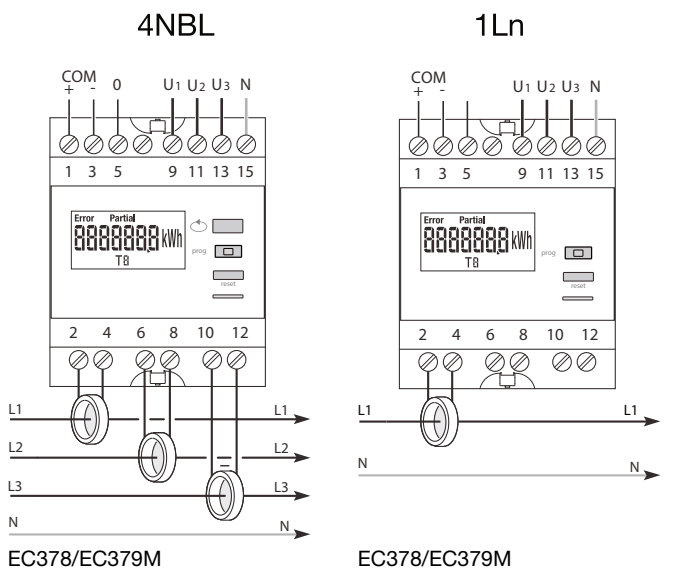 4NBL
COM
+ - 0 U1 U2 U3 N
1 3 5 9 11 13 15
Error Partial
8888888 kWh
T8
prog
reset
2 4 6 8 10 12
L1 L1
L2 L2
L3 L3
N N
EC378/EC379M
1Ln
COM
+ - U1 U2 U3 N
1 3 5 9 11 13 15
Error Partial
8888888 kWh
T8
prog
reset
2 4 6 8 10 12
L1 L1
N N
EC378/EC379M